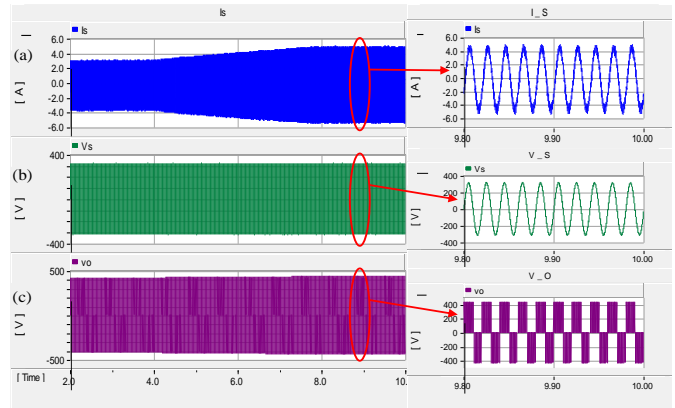 Is
Is
(a)
[ A ]
6.0
4.0
2.0
0.0
-2.0
-4.0
-6.0
Vs
(b)
[ V ]
400
-400
vo
(c)
[ V ]
500
-500
[ Time ]
2.0 4.0 6.0 8.0 10.
I _ S
Is
[ A ]
6.0
4.0
2.0
0.0
-2.0
-4.0
-6.0
9.80 9.90 10.00
V _ S
Vs
[ V ]
400
200
0
-200
-400
9.80 9.90 10.00
V _ O
vo
[ V ]
400
200
0
-200
-400
9.80 9.90 10.00